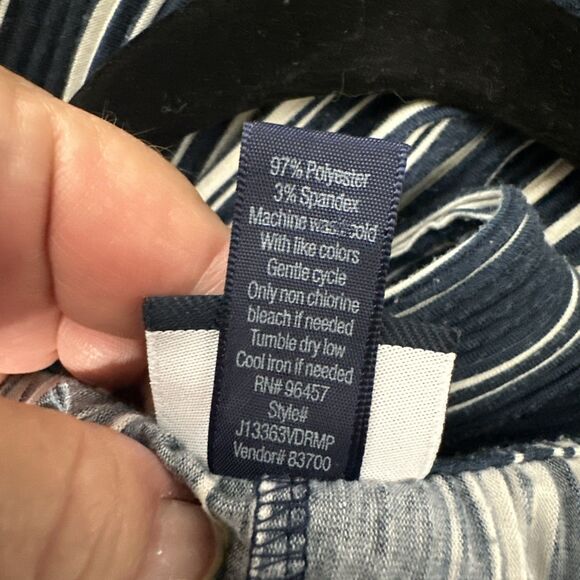 97% Polyester
3% Spandex
Machine wash cold
With like colors
Gentle cycle
Only non chlorine
bleach if needed
Tumble dry low
Cool iron if needed
RN# 96457
Style#
J13363VDRMP
Vendor# 83700